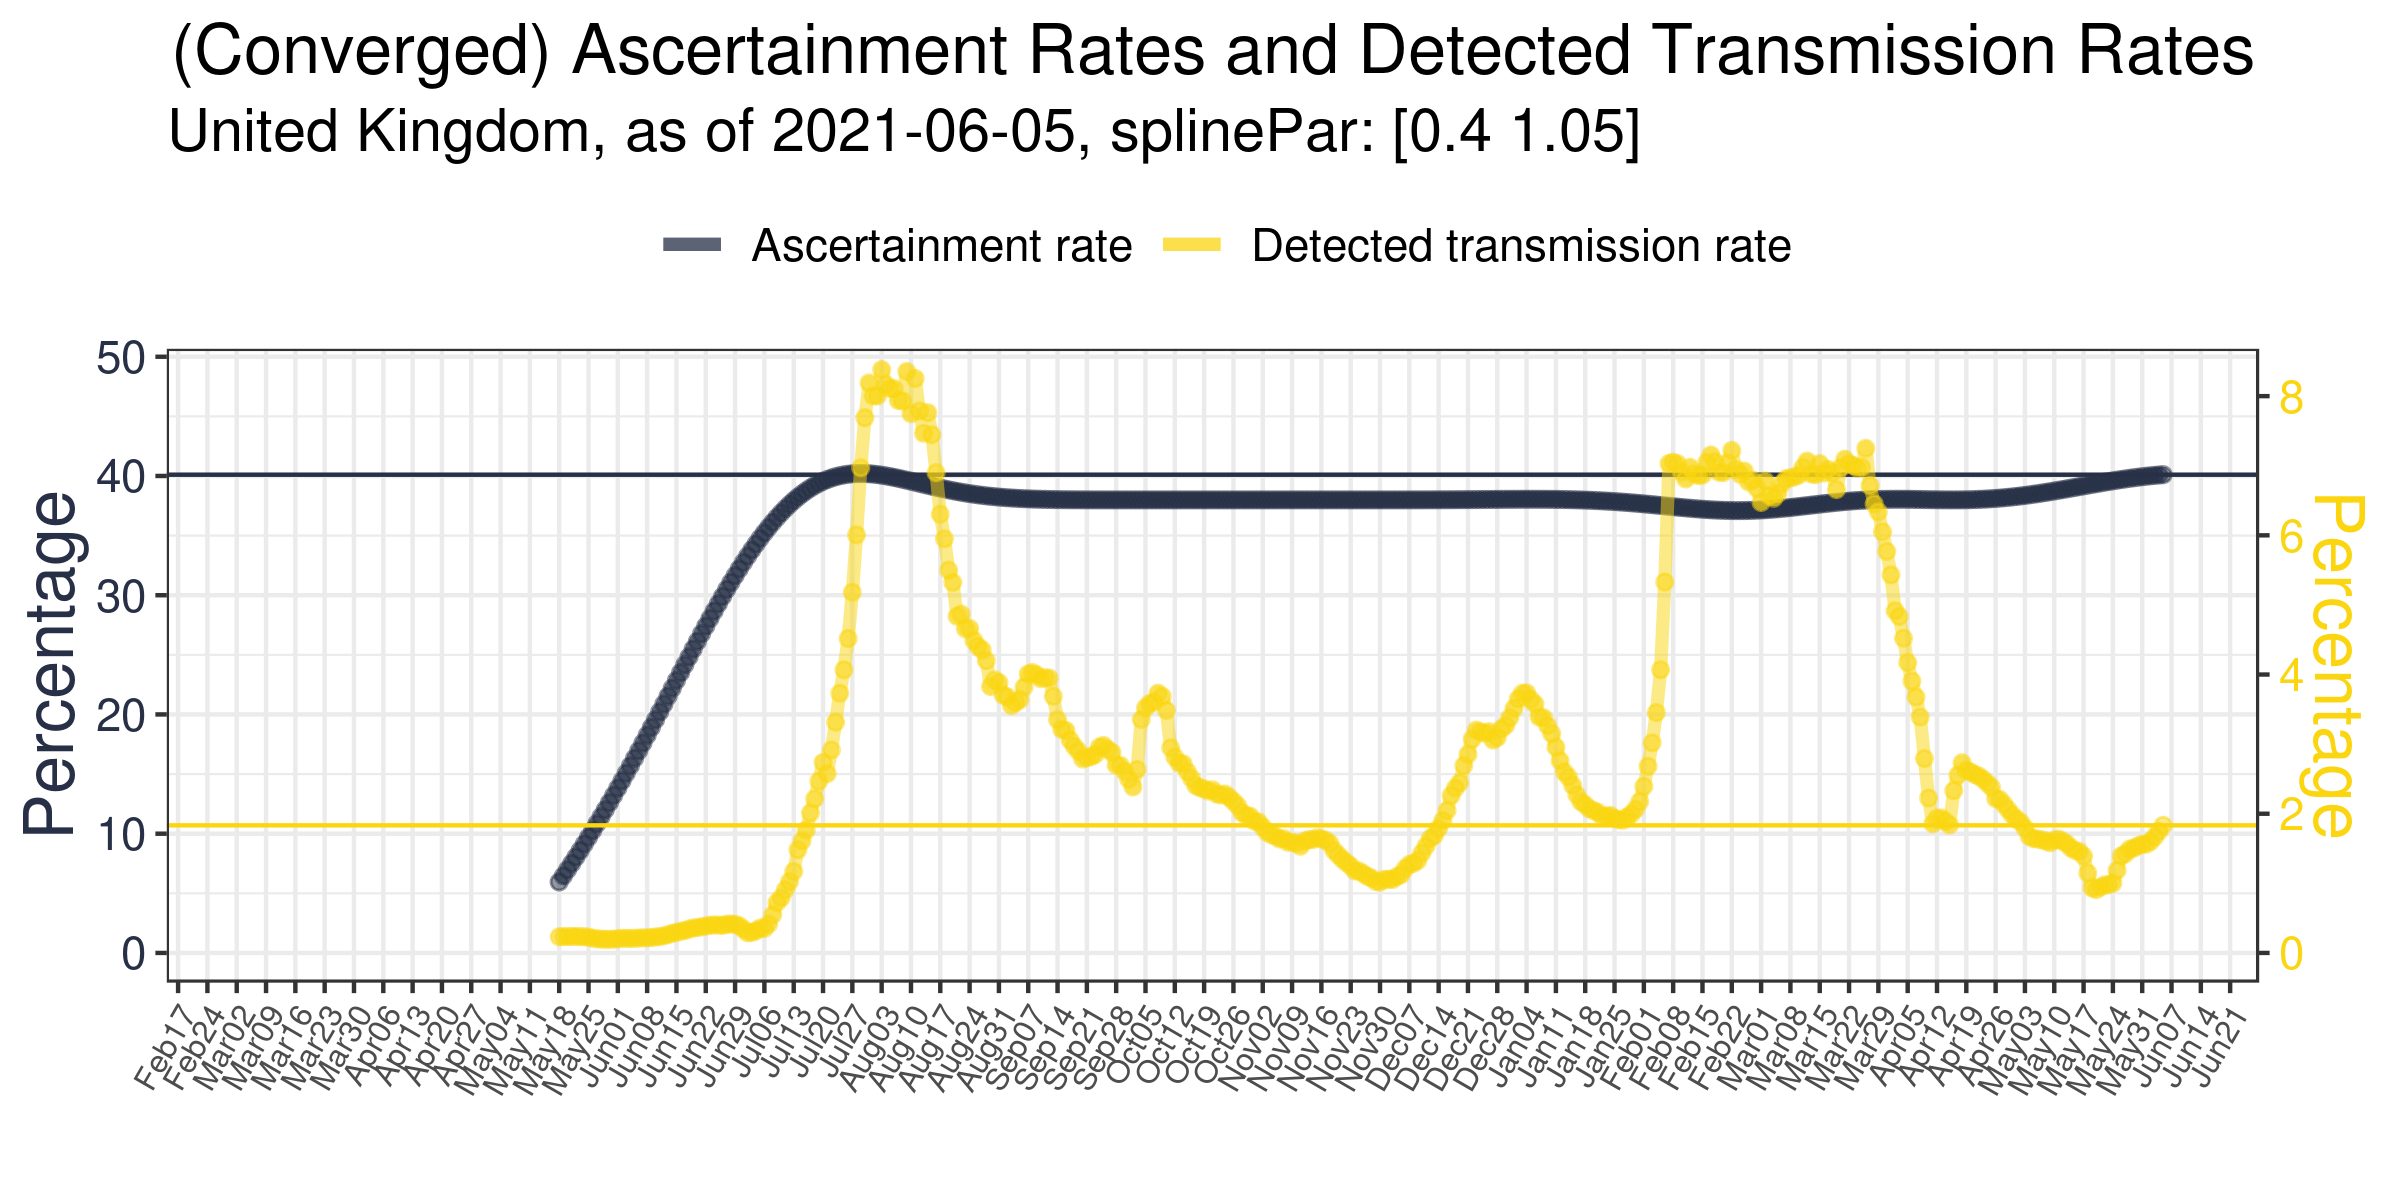 (Converged) Ascertainment Rates and Detected Transmission Rates
United Kingdom, as of 2021-06-05, splinePar: [0.4 1.05]
Ascertainment rate
Detected transmission rate
Percentage
50
40
30
20
10
0
8
6
4
2
0
Percentage
Feb17
Feb24
Mar02
Mar09
Mar16
Mar23
Mar30
Apr06
Apr13
Apr20
Apr27
May04
May11
May18
May25
Jun01
Jun08
Jun15
Jun22
Jun29
Jul06
Jul13
Jul20
Jul27
Aug03
Aug10
Aug17
Aug24
Aug31
Sep07
Sep14
Sep21
Sep28
Oct05
Oct12
Oct19
Oct26
Nov02
Nov09
Nov16
Nov23
Nov30
Dec07
Dec14
Dec21
Dec28
Jan04
Jan11
Jan18
Jan25
Feb01
Feb08
Feb15
Feb22
Mar01
Mar08
Mar15
Mar22
Mar29
Apr05
Apr12
Apr19
Apr26
May03
May10
May17
May24
May31
Jun07
Jun14
Jun21